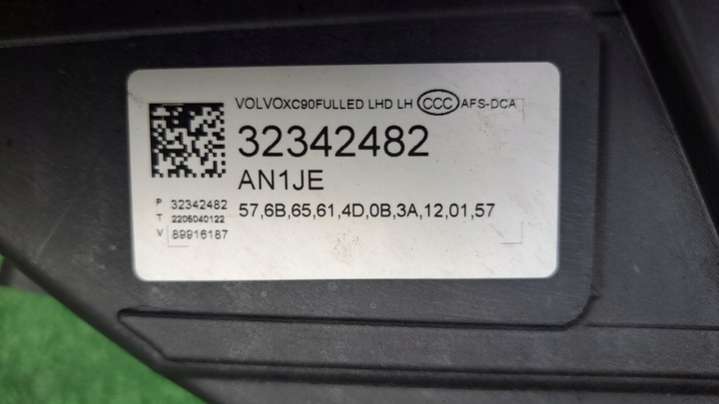 VOLVOXC90FULLED LHD LH CCC AFS-DCA
32342482
AN1JE
P 32342482
T 2206040122
V 89916187
57,6B,65,61,4D,0B,3A,12,01,57